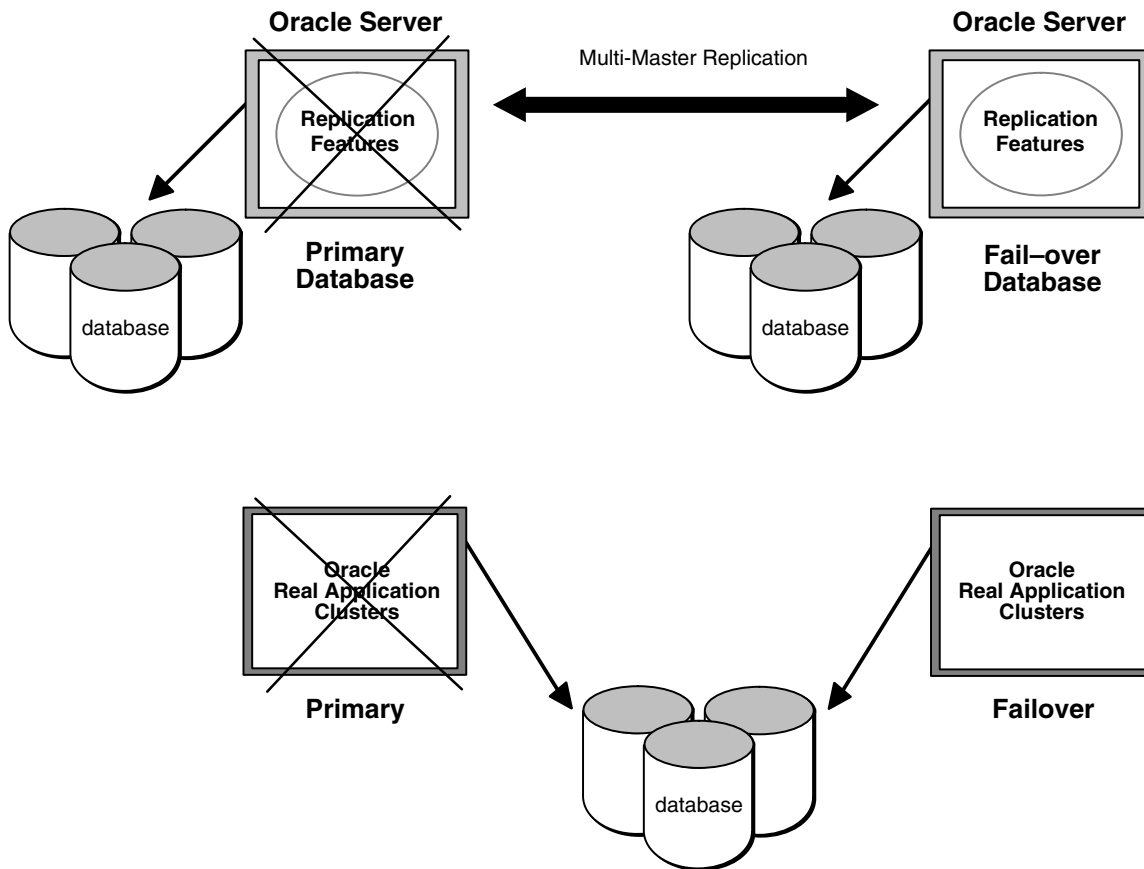 Oracle Server
Oracle Server
Multi-Master Replication
Replication
Features
Replication
Features
Primary
Database
Fail–over
Database
database
database
Oracle
Real Application
Clusters
Oracle
Real Application
Clusters
Primary
Failover
database